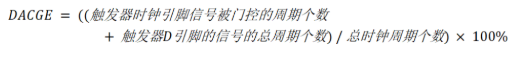 DACGE = ((触发器时钟引脚信号被门控的周期个数
+ 触发器D引脚的信号的总周期个数) / 总时钟周期个数) × 100%